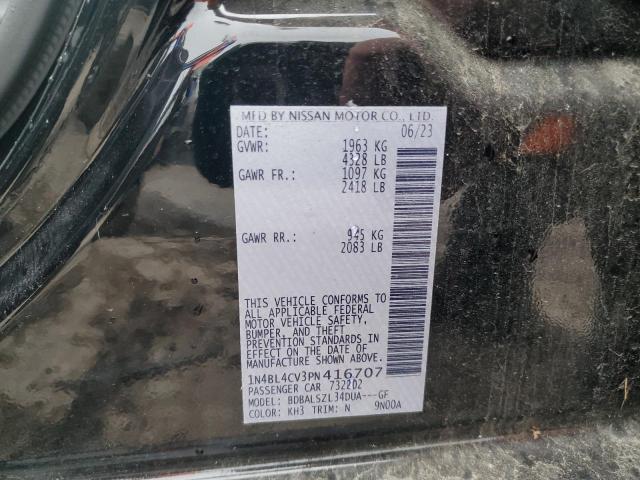 MFD BY NISSAN MOTOR CO., LTD.
DATE: 06/23
GVWR: 1963 KG
4328 LB
GAWR FR.: 1097 KG
2418 LB
GAWR RR.: 945 KG
2083 LB
THIS VEHICLE CONFORMS TO
ALL APPLICABLE FEDERAL
MOTOR VEHICLE SAFETY,
BUMPER, AND THEFT
PREVENTION STANDARDS IN
EFFECT ON THE DATE OF
MANUFACTURE SHOWN ABOVE.
1N4BL4CV3PN416707
PASSENGER CAR 732202
MODEL: BDBALSZL34DUA---GF
COLOR: KH3 TRIM: N 9N00A